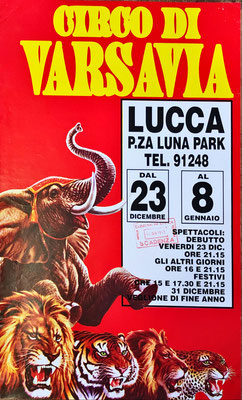 CIRCO DI
VARSAVIA
LUCCA
P.ZA LUNA PARK
TEL. 91248
DAL AL
23 8
DICEMBRE GENNAIO
SCADENZA
SPETTACOLI:
DEBUTTO
VENERDI 23 DIC.
ORE 21.15
GLI ALTRI GIORNI
ORE 16 E 21.15
FESTIVI
ORE 15 E 17.30 E 21.15
31 DICEMBRE
VEGLIONE DI FINE ANNO